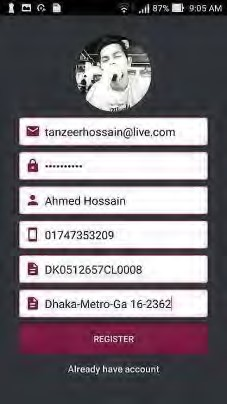 87% 9:05 AM
tanzeerhossain@live.com
••••••••••
Ahmed Hossain
01747353209
DK0512657CL0008
Dhaka-Metro-Ga 16-2362
REGISTER
Already have account